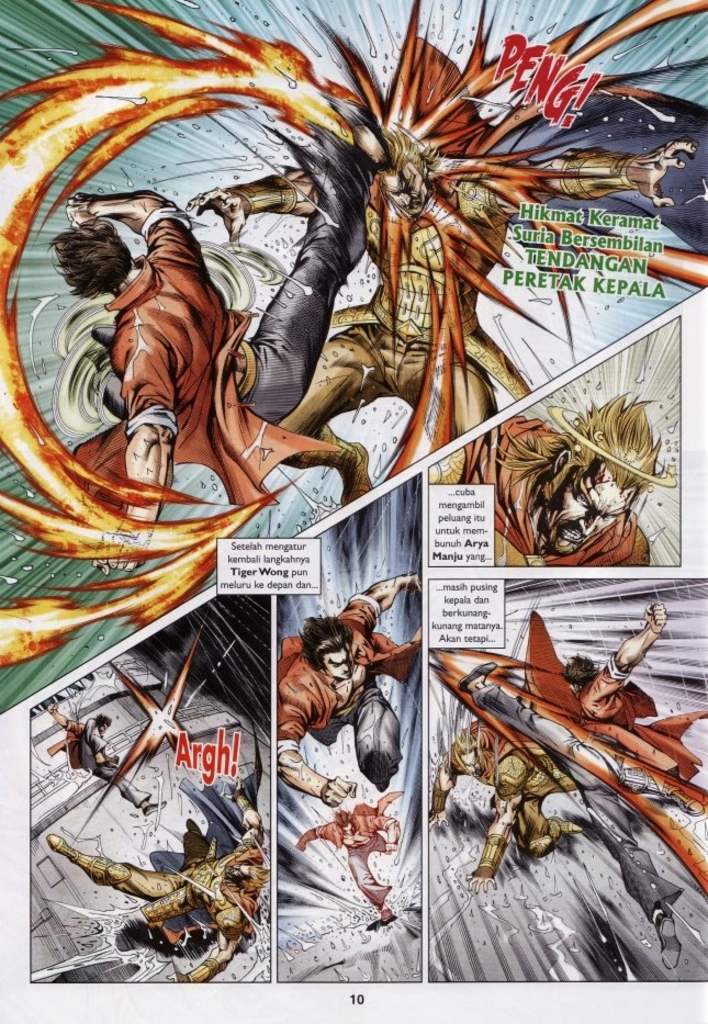 PENG!
Hikmat Keramat
Suria Bersembilan
TENDANGAN
PERETAK KEPALA
Argh!
Setelah mengatur
kembali langkahnya
Tiger Wong pun
meluru ke depan dan...
...cuba
mengambil
peluang itu
untuk mem-
bunuh Arya
Manju yang...
...masih pusing
kepala dan
berkunang-
kunang matanya.
Akan tetapi...
10